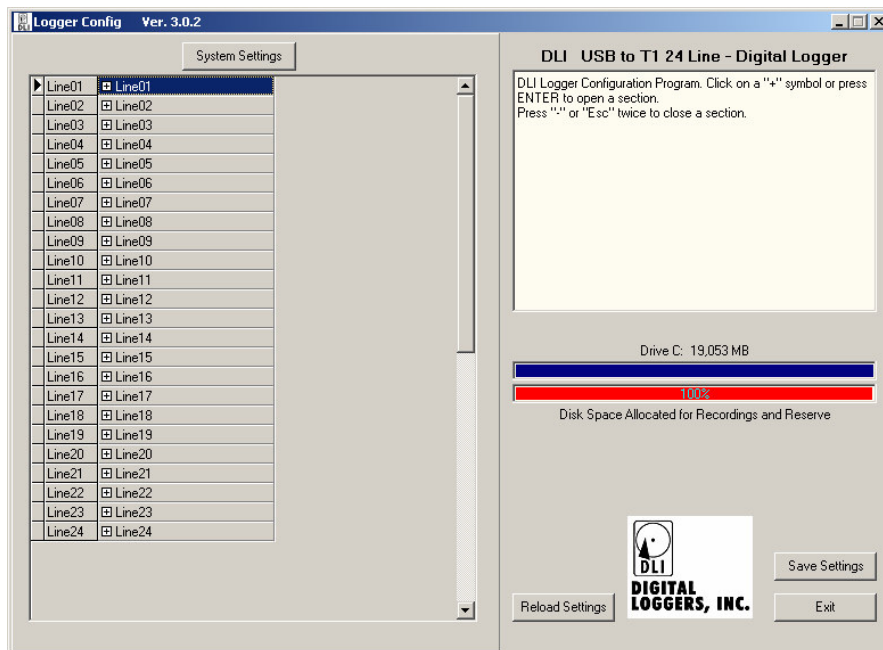 DLI Logger Config Ver. 3.0.2
System Settings
Line01 Line01
Line02 Line02
Line03 Line03
Line04 Line04
Line05 Line05
Line06 Line06
Line07 Line07
Line08 Line08
Line09 Line09
Line10 Line10
Line11 Line11
Line12 Line12
Line13 Line13
Line14 Line14
Line15 Line15
Line16 Line16
Line17 Line17
Line18 Line18
Line19 Line19
Line20 Line20
Line21 Line21
Line22 Line22
Line23 Line23
Line24 Line24
DLI USB to T1 24 Line - Digital Logger
DLI Logger Configuration Program. Click on a "+" symbol or press
ENTER to open a section.
Press "-" or "Esc" twice to close a section.
Drive C: 19,053 MB
100%
Disk Space Allocated for Recordings and Reserve
DLI
DIGITAL
LOGGERS, INC.
Save Settings
Reload Settings
Exit